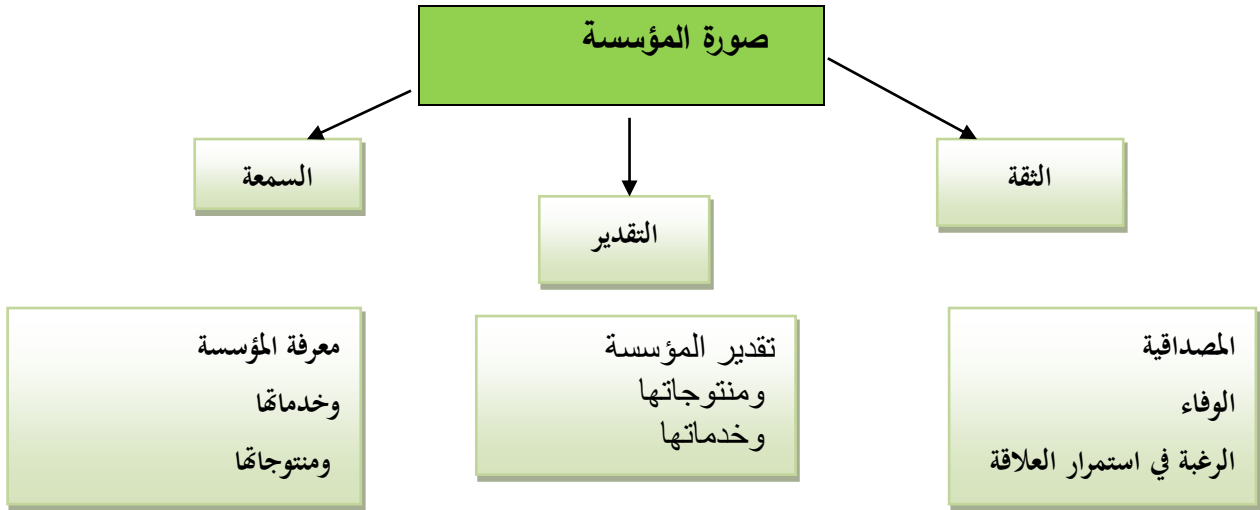 صورة المؤسسة
الثقة
التقدير
السمعة
المصداقية
الوفاء
الرغبة في استمرار العلاقة
تقدير المؤسسة
ومنتوجاتها
وخدماتها
معرفة المؤسسة
وخدماتها
ومنتوجاتها